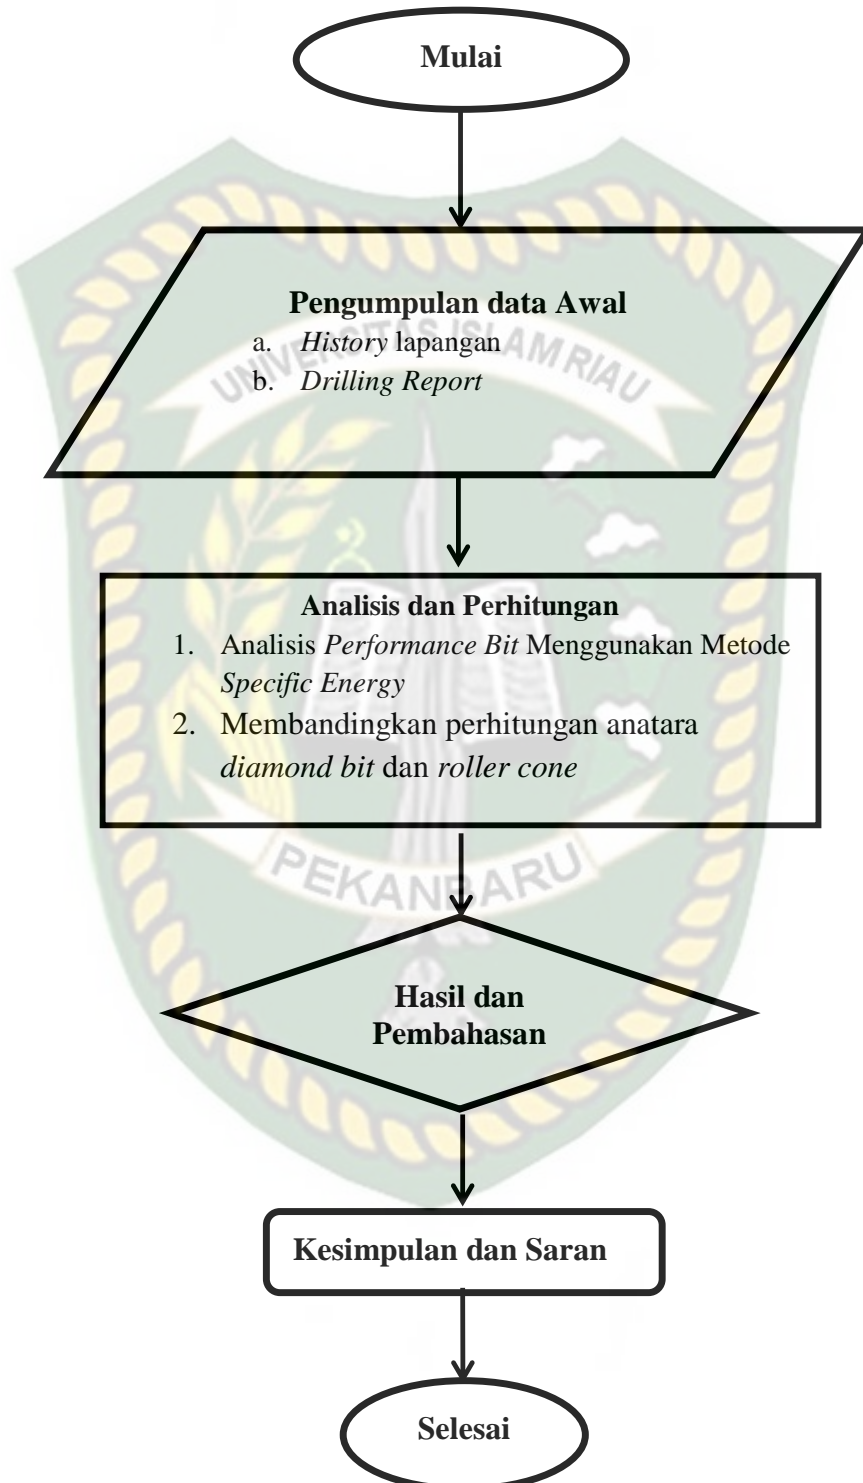 Mulai
Pengumpulan data Awal
a. History lapangan
b. Drilling Report
UNIVERSITAS ISLAM RIAU
Analisis dan Perhitungan
1. Analisis Performance Bit Menggunakan Metode
Specific Energy
2. Membandingkan perhitungan anatara
diamond bit dan roller cone
PEKANBARU
Hasil dan
Pembahasan
Kesimpulan dan Saran
Selesai